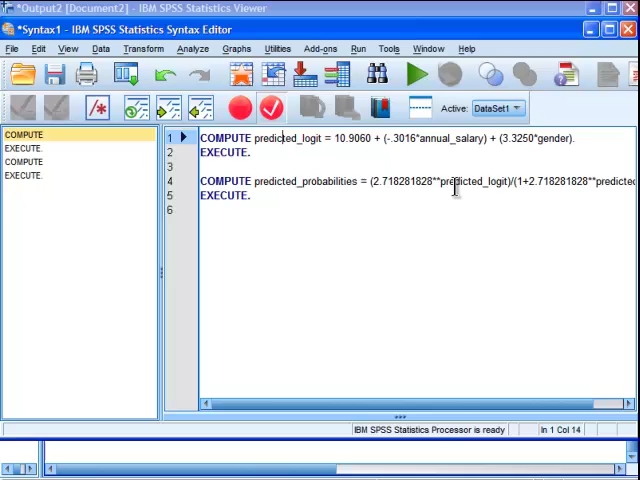 *Output2 [Document2] - IBM SPSS Statistics Viewer
*Syntax1 - IBM SPSS Statistics Syntax Editor
File Edit View Data Transform Analyze Graphs Utilities Add-ons Run Tools Window Help
Active: DataSet1
COMPUTE
EXECUTE.
COMPUTE
EXECUTE.
1 COMPUTE predicted_logit = 10.9060 + (-.3016*annual_salary) + (3.3250*gender).
2 EXECUTE.
3
4 COMPUTE predicted_probabilities = (2.718281828**predicted_logit)/(1+2.718281828**predicted
5 EXECUTE.
6
IBM SPSS Statistics Processor is ready In 1 Col 14